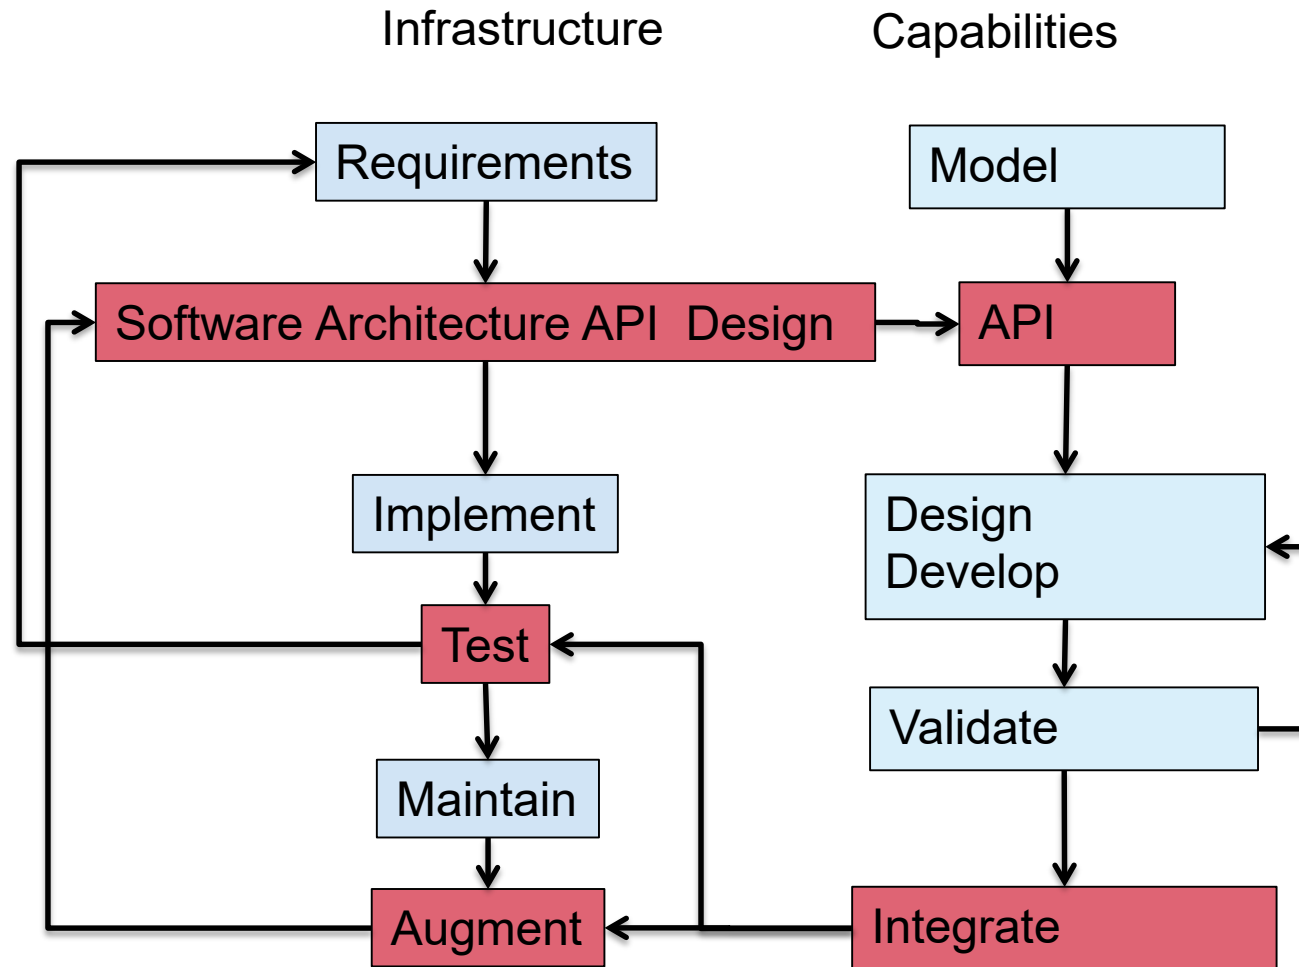 Infrastructure
Capabilities
Requirements
Model
Software Architecture API  Design
API
Implement
Design
Develop
Test
Validate
Maintain
Augment
Integrate